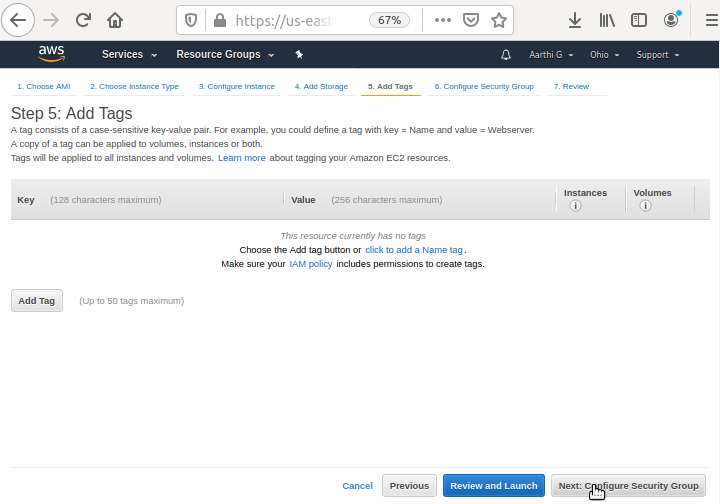 https://us-east
67%
aws
Services
Resource Groups
Aarthi G
Ohio
Support
1. Choose AMI
2. Choose Instance Type
3. Configure Instance
4. Add Storage
5. Add Tags
6. Configure Security Group
7. Review
Step 5: Add Tags
A tag consists of a case-sensitive key-value pair. For example, you could define a tag with key = Name and value = Webserver.
A copy of a tag can be applied to volumes, instances or both.
Tags will be applied to all instances and volumes. Learn more about tagging your Amazon EC2 resources.
Key (128 characters maximum)
Value (256 characters maximum)
Instances
Volumes
This resource currently has no tags
Choose the Add tag button or click to add a Name tag.
Make sure your IAM policy includes permissions to create tags.
Add Tag
(Up to 50 tags maximum)
Cancel
Previous
Review and Launch
Next: Configure Security Group